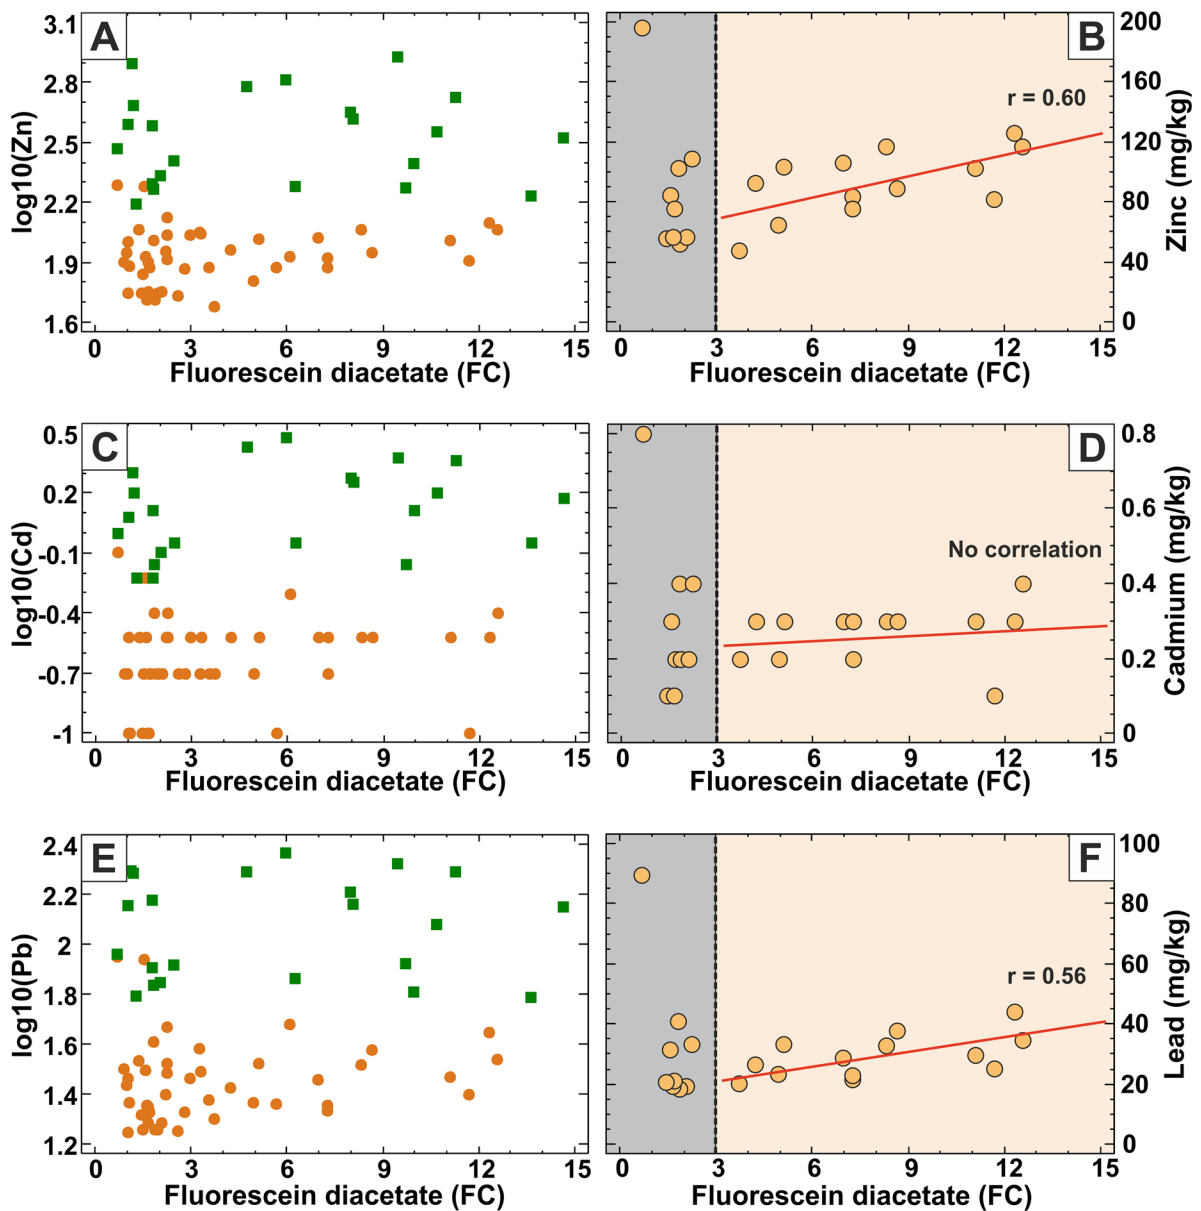 A
3.1
2.8
2.5
2.2
1.9
1.6
log10(Zn)
0 3 6 9 12 15
Fluorescein diacetate (FC)
B
r = 0.60
200
160
120
80
40
0
Zinc (mg/kg)
0 3 6 9 12 15
Fluorescein diacetate (FC)
C
0.5
0.2
-0.1
-0.4
-0.7
-1
log10(Cd)
0 3 6 9 12 15
Fluorescein diacetate (FC)
D
No correlation
0.8
0.6
0.4
0.2
0
Cadmium (mg/kg)
0 3 6 9 12 15
Fluorescein diacetate (FC)
E
2.4
2.2
2
1.8
1.6
1.4
1.2
log10(Pb)
0 3 6 9 12 15
Fluorescein diacetate (FC)
F
r = 0.56
100
80
60
40
20
0
Lead (mg/kg)
0 3 6 9 12 15
Fluorescein diacetate (FC)